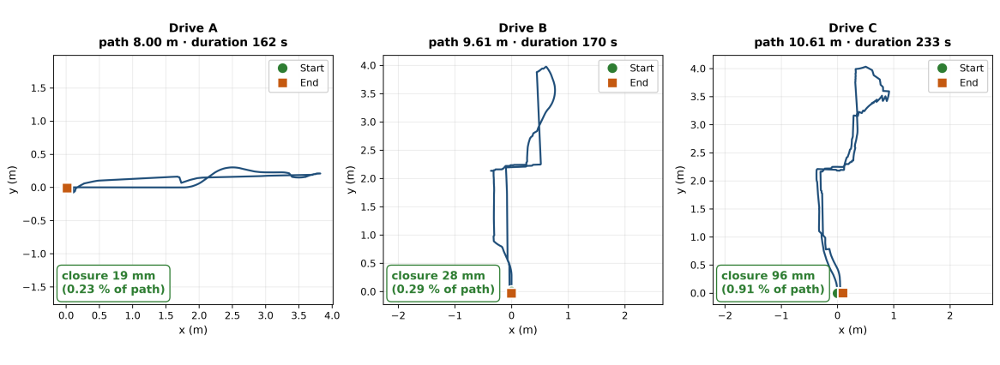 Drive A
path 8.00 m · duration 162 s
Start
End
1.5
1.0
0.5
0.0
−0.5
−1.0
−1.5
y (m)
closure 19 mm
(0.23 % of path)
0.0 0.5 1.0 1.5 2.0 2.5 3.0 3.5 4.0
x (m)
Drive B
path 9.61 m · duration 170 s
Start
End
4.0
3.5
3.0
2.5
2.0
1.5
1.0
0.5
0.0
y (m)
closure 28 mm
(0.29 % of path)
−2 −1 0 1 2
x (m)
Drive C
path 10.61 m · duration 233 s
Start
End
4.0
3.5
3.0
2.5
2.0
1.5
1.0
0.5
0.0
y (m)
closure 96 mm
(0.91 % of path)
−2 −1 0 1 2
x (m)